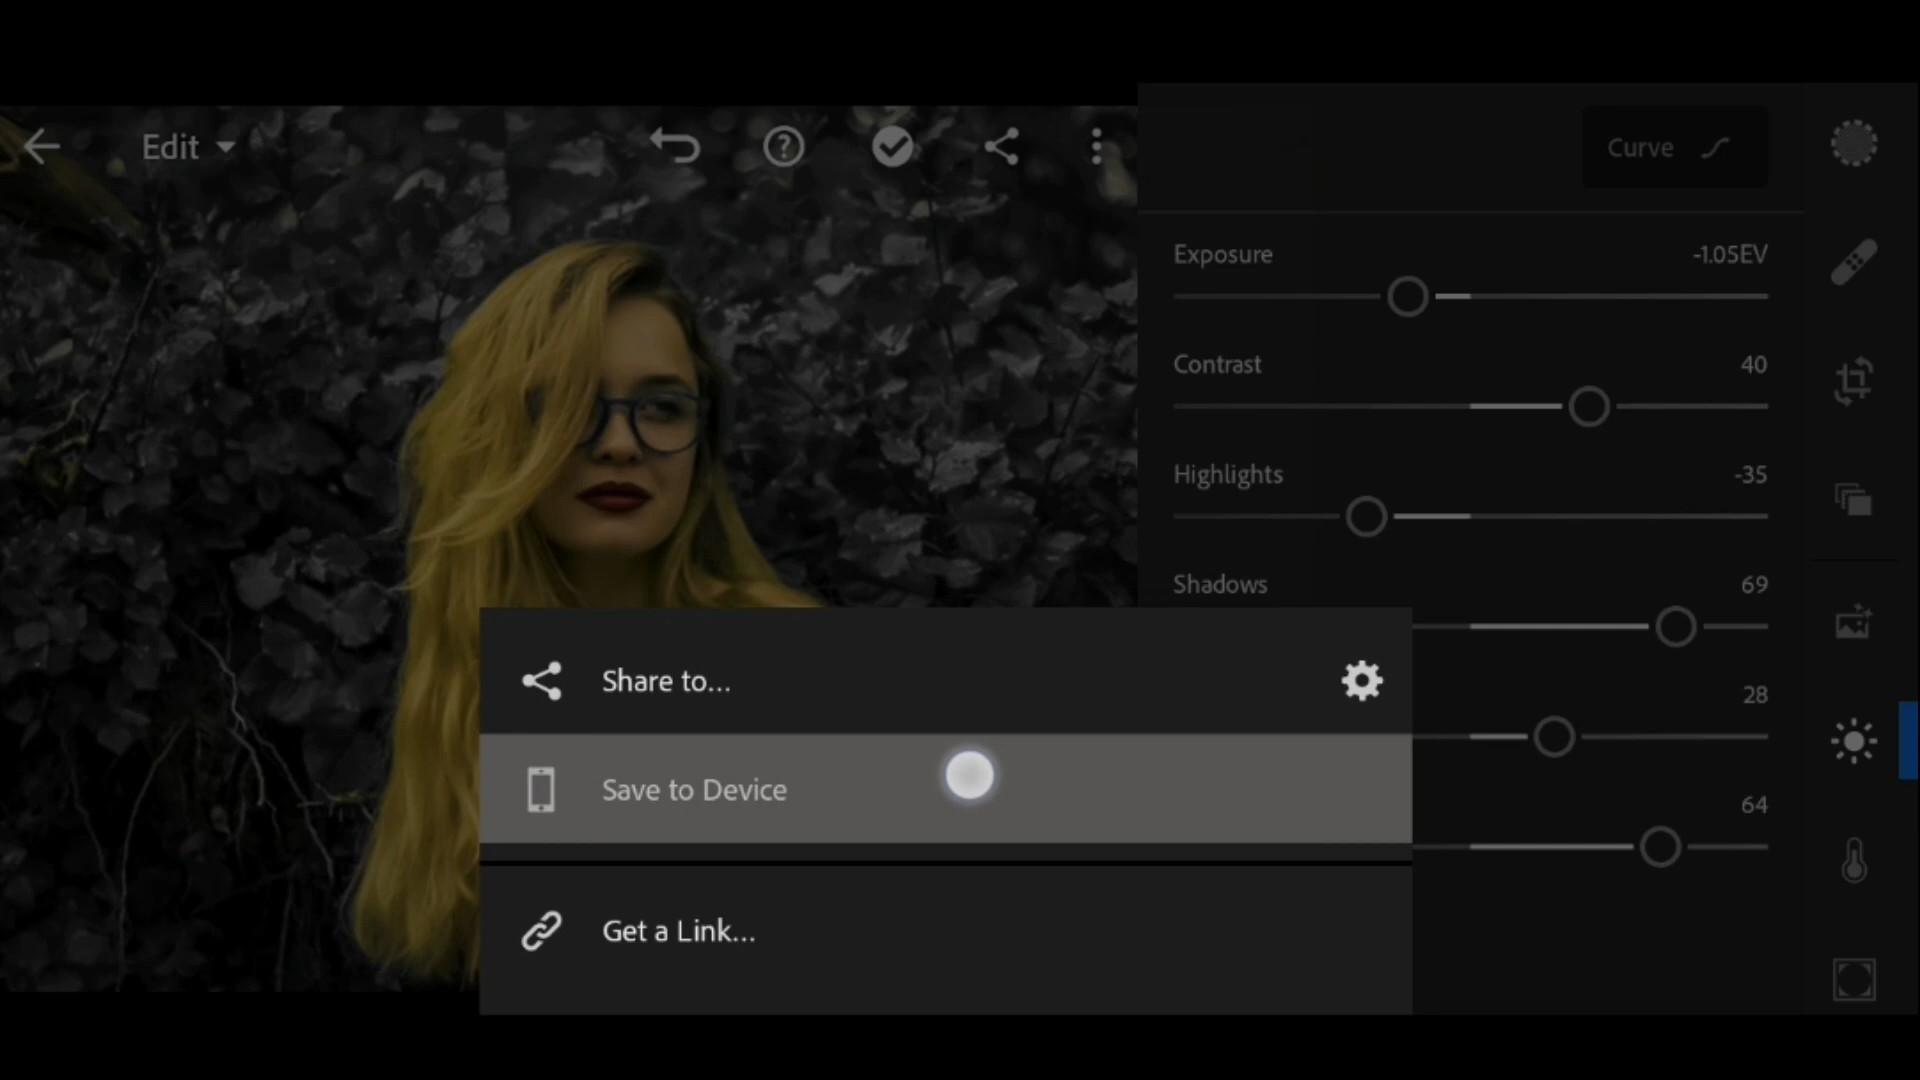 Edit
Curve
Exposure -1.05EV
Contrast 40
Highlights -35
Shadows 69
28
64
Share to...
Save to Device
Get a Link...